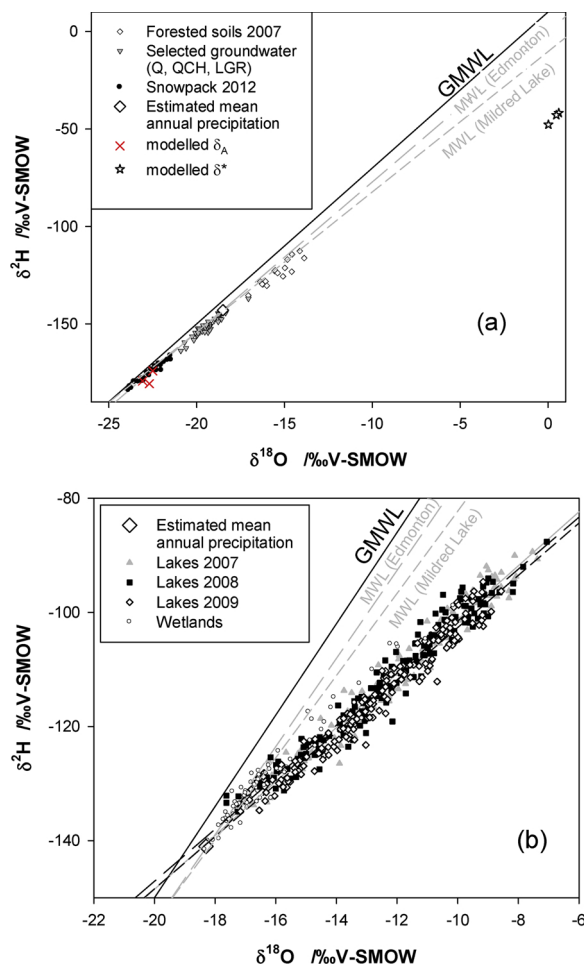 0
-50
-100
-150
δ²H /‰V-SMOW
Forested soils 2007
Selected groundwater
(Q, QCH, LGR)
Snowpack 2012
Estimated mean
annual precipitation
modelled δA
modelled δ*
GMWL
MWL (Edmonton)
MWL (Mildred Lake)
(a)
-25 -20 -15 -10 -5 0
δ¹⁸O /‰V-SMOW
-80
-100
-120
-140
δ²H /‰V-SMOW
Estimated mean
annual precipitation
Lakes 2007
Lakes 2008
Lakes 2009
Wetlands
GMWL
MWL (Edmonton)
MWL (Mildred Lake)
(b)
-22 -20 -18 -16 -14 -12 -10 -8 -6
δ¹⁸O /‰V-SMOW